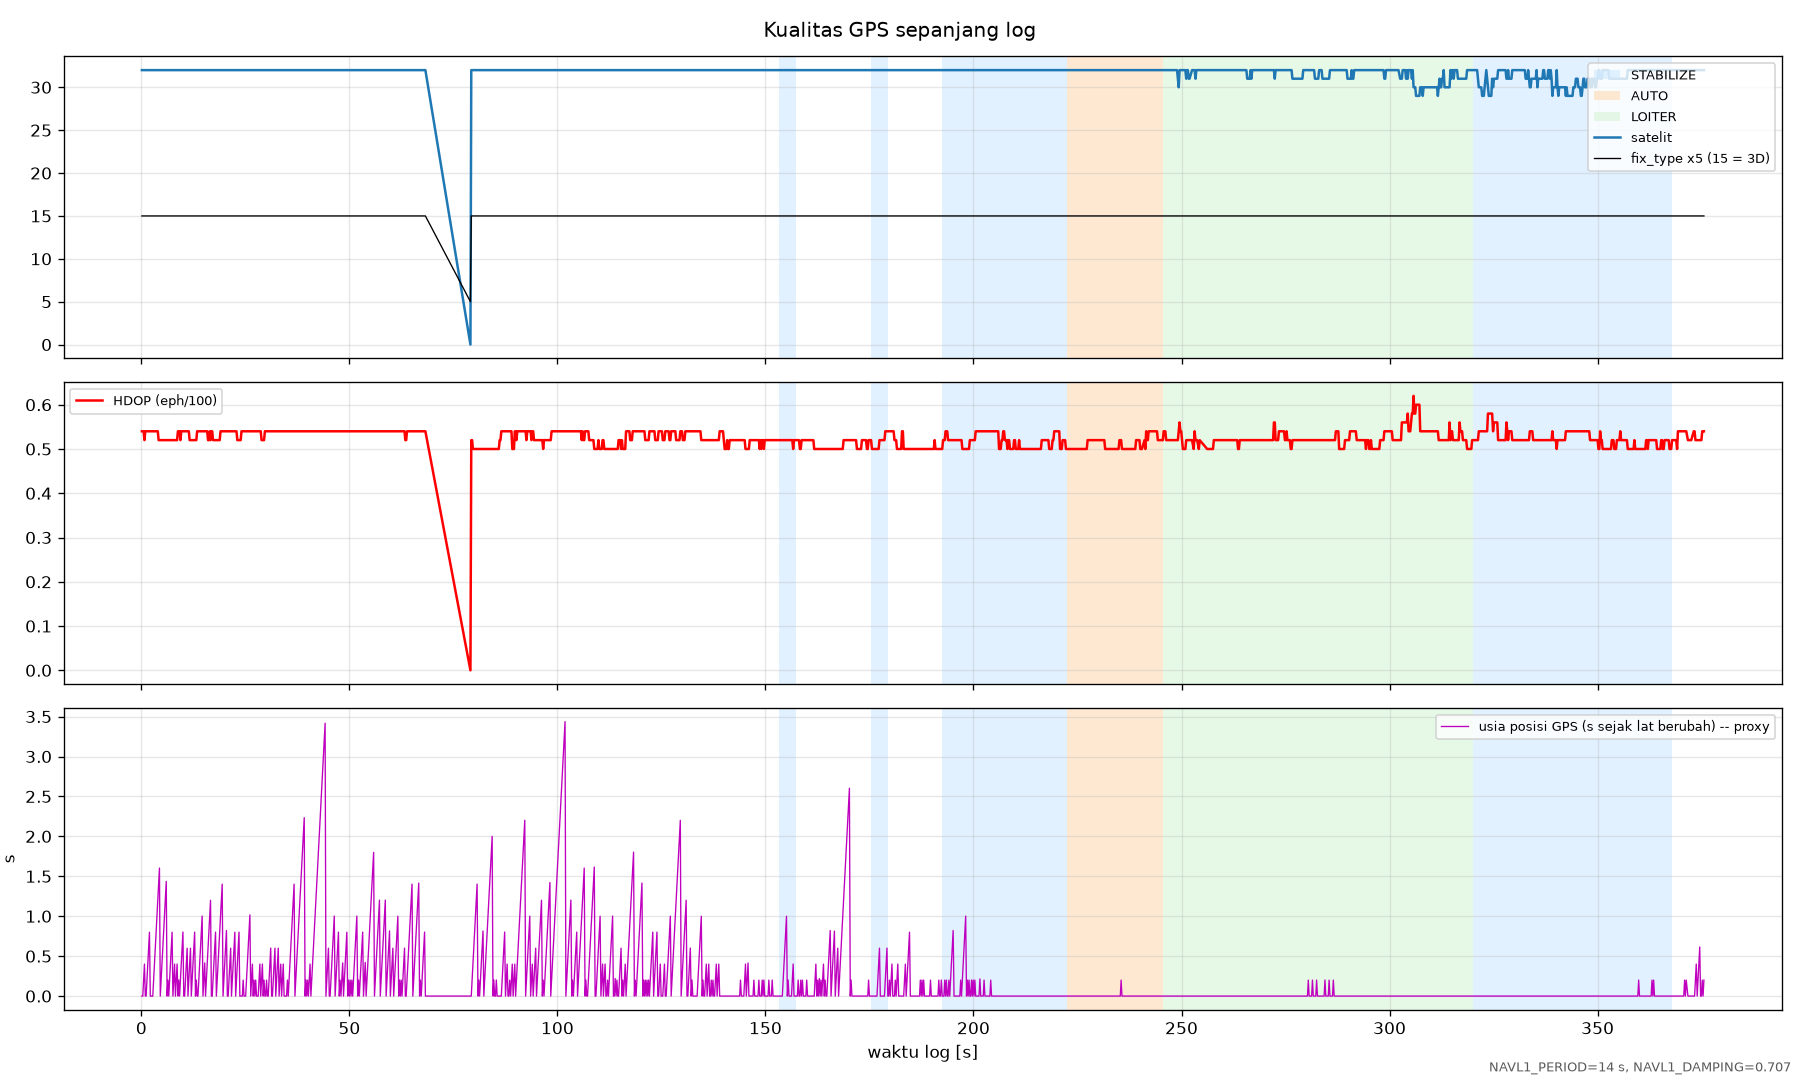 Kualitas GPS sepanjang log
30
25
20
15
10
5
0
STABILIZE
AUTO
LOITER
satelit
fix_type x5 (15 = 3D)
0.6
0.5
0.4
0.3
0.2
0.1
0.0
HDOP (eph/100)
3.5
3.0
2.5
2.0
1.5
1.0
0.5
0.0
s
usia posisi GPS (s sejak lat berubah) -- proxy
0 50 100 150 200 250 300 350
waktu log [s]
NAVL1_PERIOD=14 s, NAVL1_DAMPING=0.707